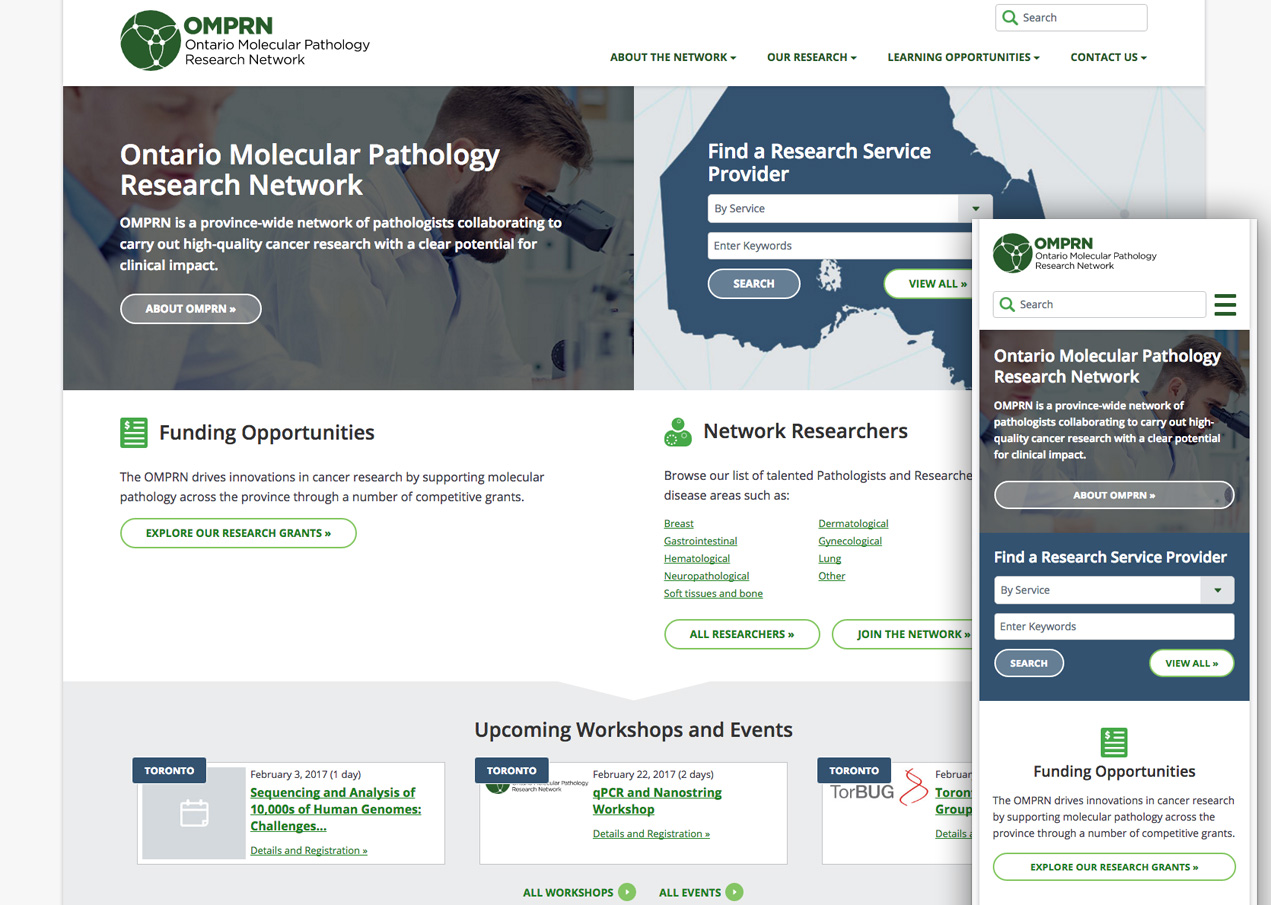 OMPRN
Ontario Molecular Pathology
Research Network
Search
ABOUT THE NETWORK
OUR RESEARCH
LEARNING OPPORTUNITIES
CONTACT US
Ontario Molecular Pathology
Research Network
OMPRN is a province-wide network of pathologists collaborating to
carry out high-quality cancer research with a clear potential for
clinical impact.
ABOUT OMPRN »
Find a Research Service
Provider
By Service
Enter Keywords
SEARCH
VIEW ALL »
Funding Opportunities
The OMPRN drives innovations in cancer research by supporting molecular
pathology across the province through a number of competitive grants.
EXPLORE OUR RESEARCH GRANTS »
Network Researchers
Browse our list of talented Pathologists and Researche
disease areas such as:
Breast
Gastrointestinal
Hematological
Neuropathological
Soft tissues and bone
Dermatological
Gynecological
Lung
Other
ALL RESEARCHERS »
JOIN THE NETWORK »
Upcoming Workshops and Events
TORONTO
February 3, 2017 (1 day)
Sequencing and Analysis of
10,000s of Human Genomes:
Challenges...
Details and Registration »
TORONTO
ular Pathology
Research Network
February 22, 2017 (2 days)
qPCR and Nanostring
Workshop
Details and Registration »
TORONTO
TorBUG
Februar
Toron
Group
Details a
ALL WORKSHOPS
ALL EVENTS
OMPRN
Ontario Molecular Pathology
Research Network
Search
Ontario Molecular Pathology
Research Network
OMPRN is a province-wide network of
pathologists collaborating to carry out high-
quality cancer research with a clear potential
for clinical impact.
ABOUT OMPRN »
Find a Research Service Provider
By Service
Enter Keywords
SEARCH
VIEW ALL »
Funding Opportunities
The OMPRN drives innovations in cancer research
by supporting molecular pathology across the
province through a number of competitive grants.
EXPLORE OUR RESEARCH GRANTS »